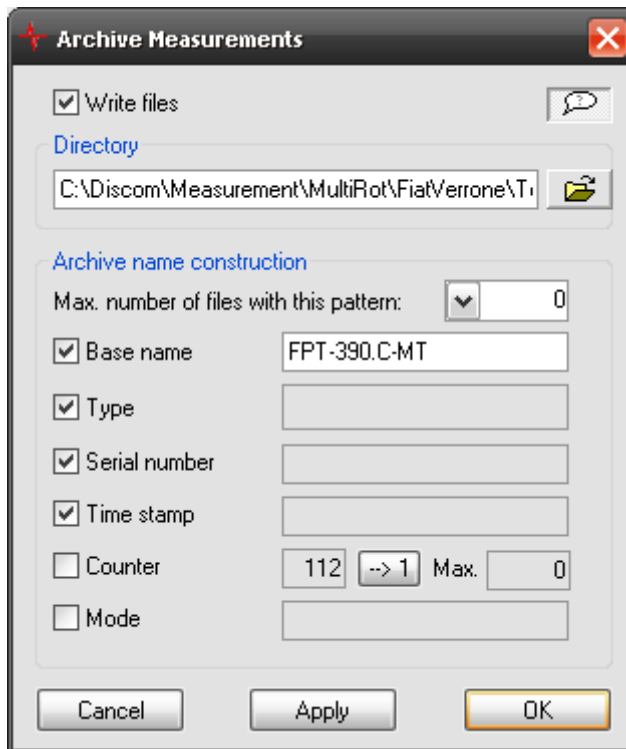 Archive Measurements
Write files
Directory
C:\Discom\Measurement\MultiRot\FiatVerrone\T
Archive name construction
Max. number of files with this pattern: 0
Base name FPT-390.C-MT
Type
Serial number
Time stamp
Counter 112 --> 1 Max. 0
Mode
Cancel Apply OK